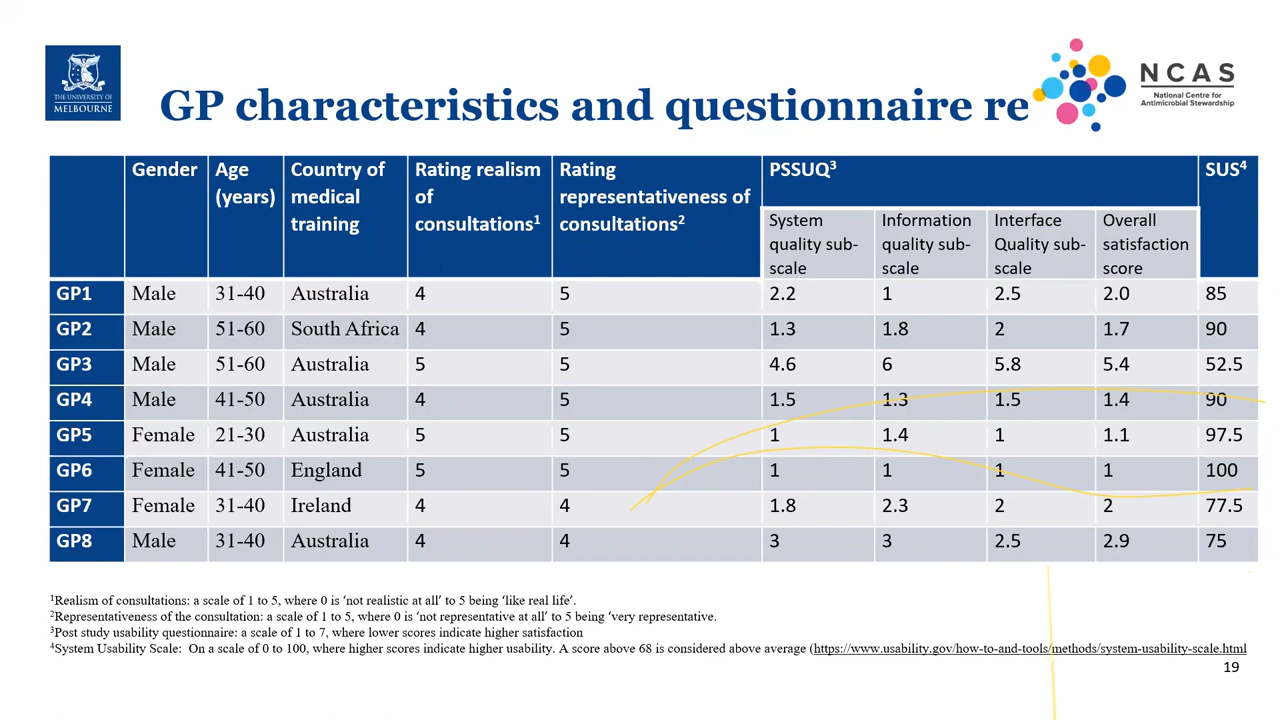 THE UNIVERSITY OF
MELBOURNE
GP characteristics and questionnaire re
NCAS
National Centre for
Antimicrobial Stewardship
Gender Age (years) Country of medical training Rating realism of consultations¹ Rating representativeness of consultations² PSSUQ³ SUS⁴
System quality sub-scale Information quality sub-scale Interface Quality sub-scale Overall satisfaction score
GP1 Male 31-40 Australia 4 5 2.2 1 2.5 2.0 85
GP2 Male 51-60 South Africa 4 5 1.3 1.8 2 1.7 90
GP3 Male 51-60 Australia 5 5 4.6 6 5.8 5.4 52.5
GP4 Male 41-50 Australia 4 5 1.5 1.3 1.5 1.4 90
GP5 Female 21-30 Australia 5 5 1 1.4 1 1.1 97.5
GP6 Female 41-50 England 5 5 1 1 1 1 100
GP7 Female 31-40 Ireland 4 4 1.8 2.3 2 2 77.5
GP8 Male 31-40 Australia 4 4 3 3 2.5 2.9 75
¹Realism of consultations: a scale of 1 to 5, where 0 is ‘not realistic at all’ to 5 being ‘like real life’.
²Representativeness of the consultation: a scale of 1 to 5, where 0 is ‘not representative at all’ to 5 being ‘very representative.
³Post study usability questionnaire: a scale of 1 to 7, where lower scores indicate higher satisfaction
⁴System Usability Scale: On a scale of 0 to 100, where higher scores indicate higher usability. A score above 68 is considered above average (https://www.usability.gov/how-to-and-tools/methods/system-usability-scale.html
19